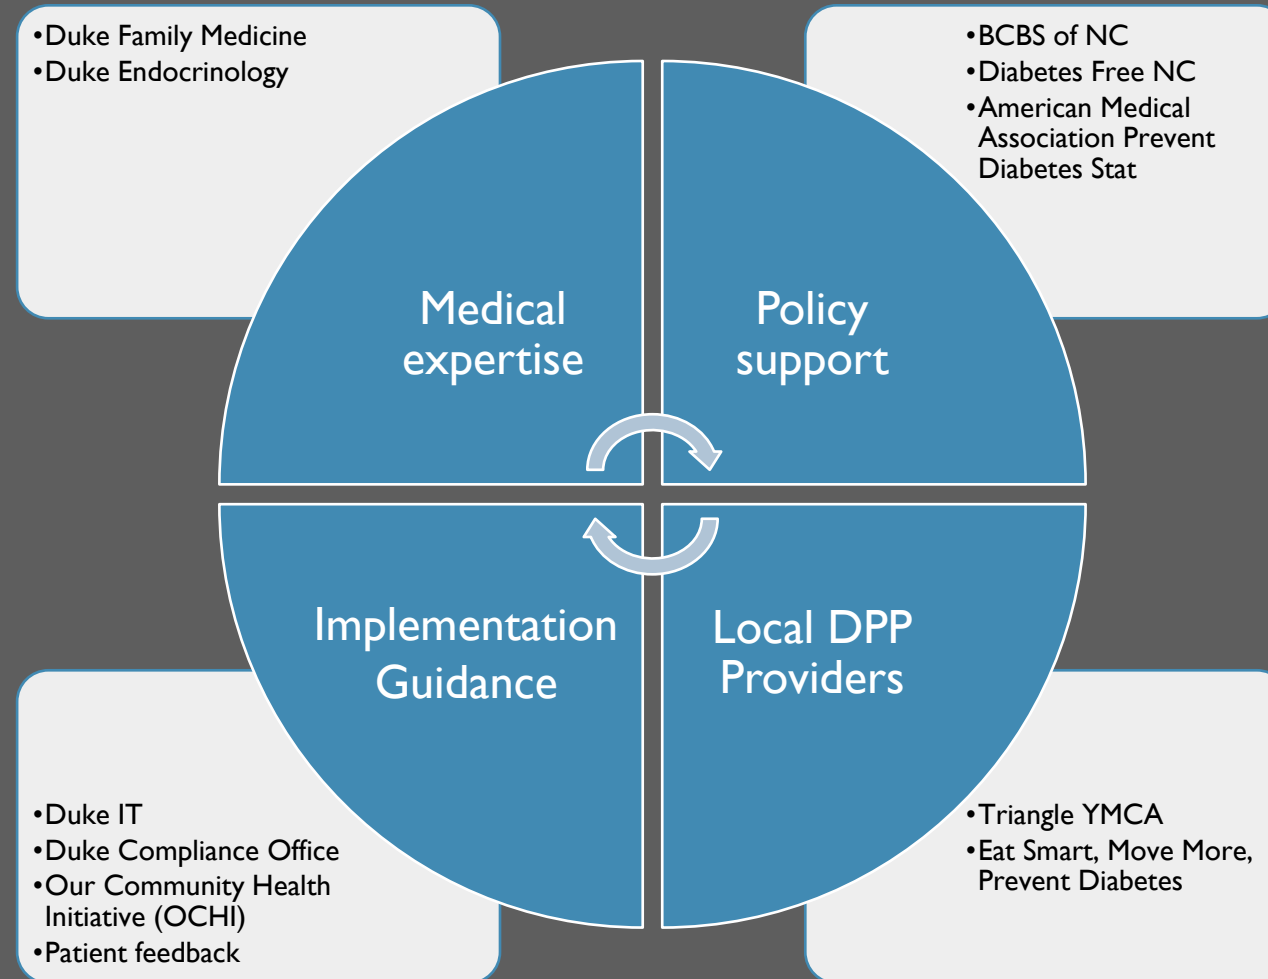 •Duke Family Medicine
•Duke Endocrinology
•BCBS of NC
•Diabetes Free NC
•American Medical
Association Prevent
Diabetes Stat
Medical
expertise
Policy
support
Implementation
Guidance
Local DPP
Providers
•Duke IT
•Duke Compliance Office
•Our Community Health
Initiative (OCHI)
•Patient feedback
•Triangle YMCA
•Eat Smart, Move More,
Prevent Diabetes